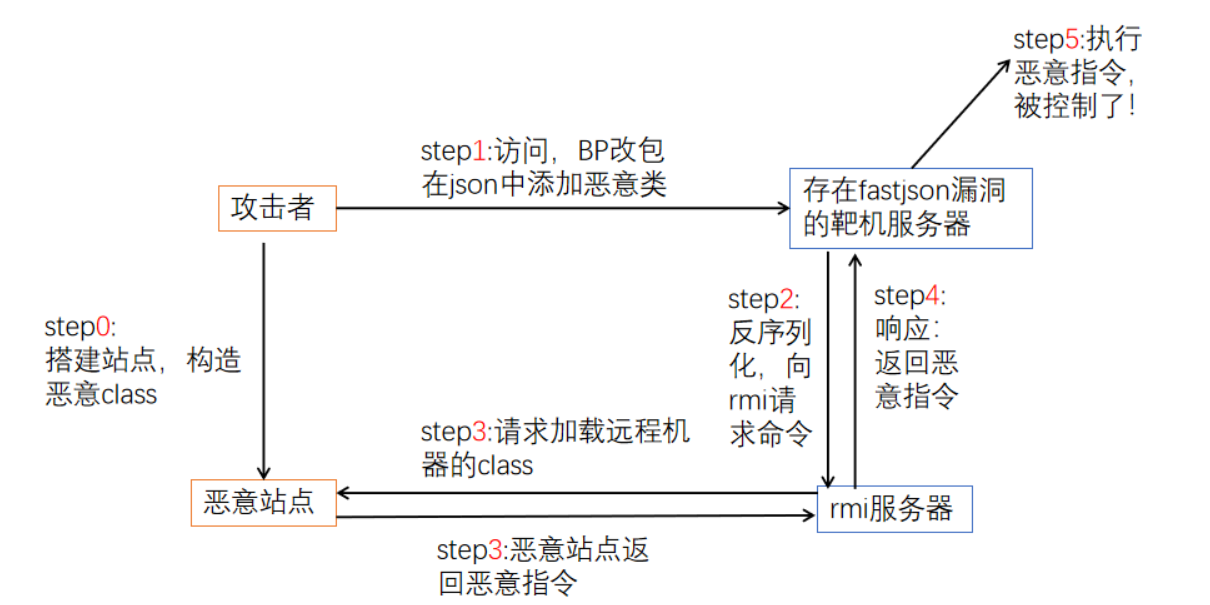 step5:执行
恶意指令，
被控制了!
step1:访问，BP改包
在json中添加恶意类
攻击者
存在fastjson漏洞
的靶机服务器
step0:
搭建站点，构造
恶意class
step2:
反序列
化，向
rmi请
求命令
step4:
响应：
返回恶
意指令
step3:请求加载远程机
器的class
恶意站点
rmi服务器
step3:恶意站点返
回恶意指令